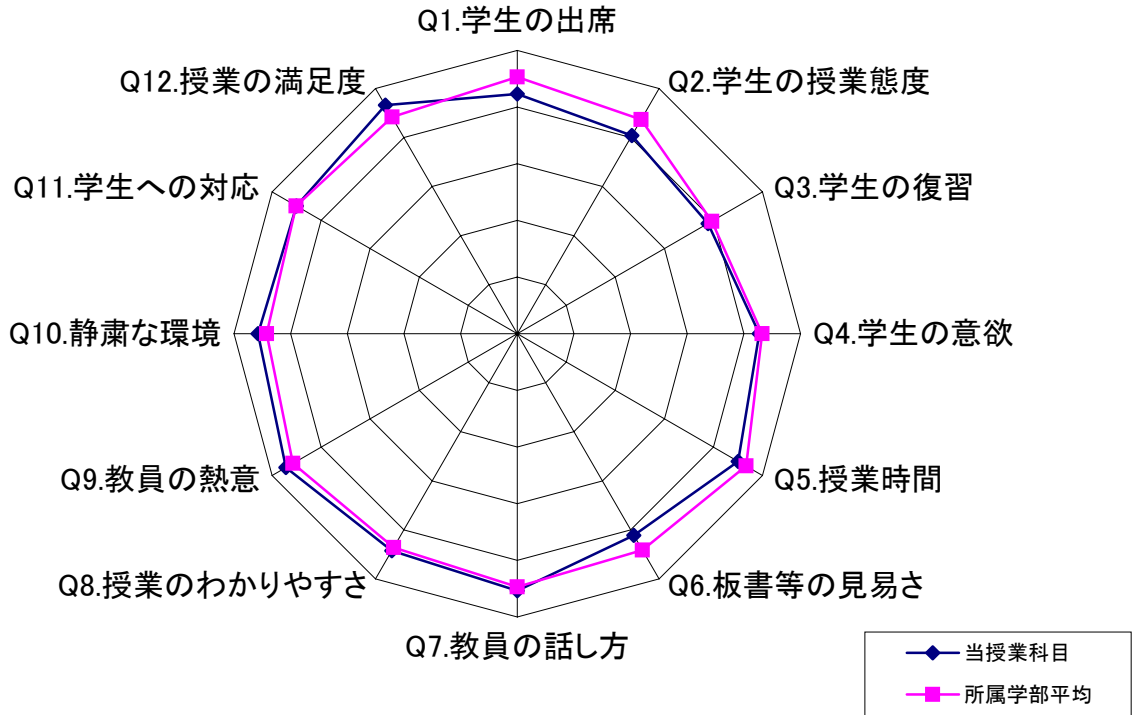 Q1.学生の出席
Q2.学生の授業態度
Q3.学生の復習
Q4.学生の意欲
Q5.授業時間
Q6.板書等の見易さ
Q7.教員の話し方
Q8.授業のわかりやすさ
Q9.教員の熱意
Q10.静粛な環境
Q11.学生への対応
Q12.授業の満足度
当授業科目
所属学部平均